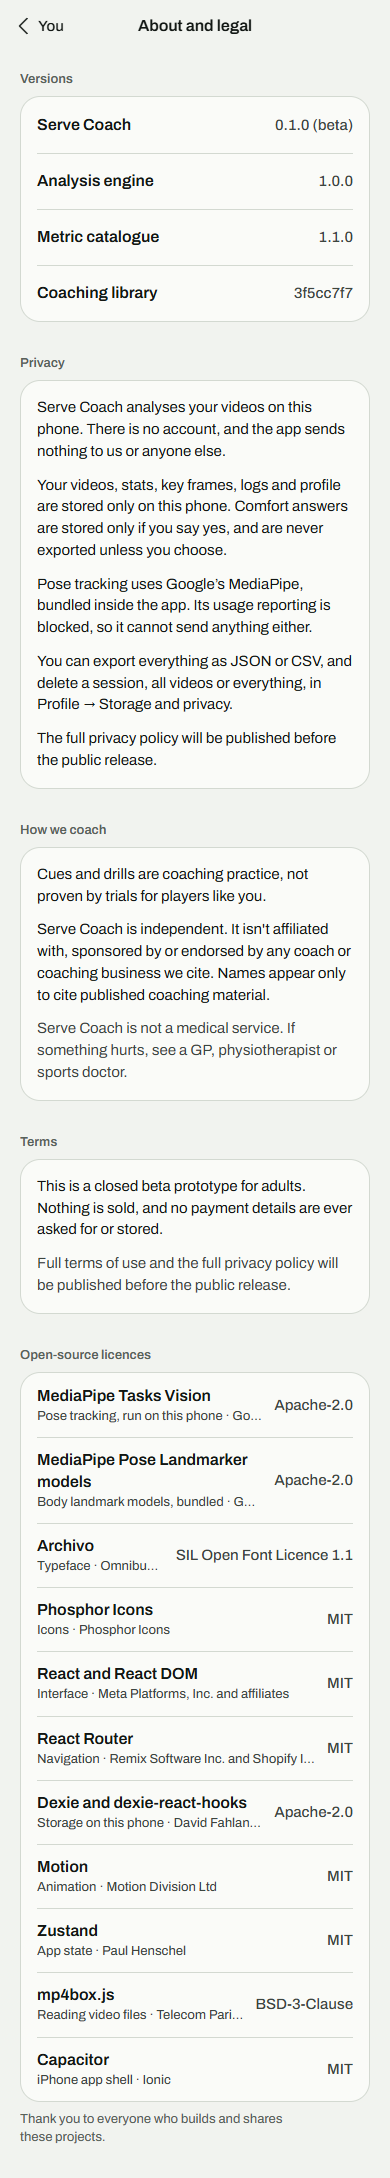 You
About and legal
Versions
Serve Coach 0.1.0 (beta)
Analysis engine 1.0.0
Metric catalogue 1.1.0
Coaching library 3f5cc7f7
Privacy
Serve Coach analyses your videos on this
phone. There is no account, and the app sends
nothing to us or anyone else.
Your videos, stats, key frames, logs and profile
are stored only on this phone. Comfort answers
are stored only if you say yes, and are never
exported unless you choose.
Pose tracking uses Google’s MediaPipe,
bundled inside the app. Its usage reporting is
blocked, so it cannot send anything either.
You can export everything as JSON or CSV, and
delete a session, all videos or everything, in
Profile → Storage and privacy.
The full privacy policy will be published before
the public release.
How we coach
Cues and drills are coaching practice, not
proven by trials for players like you.
Serve Coach is independent. It isn't affiliated
with, sponsored by or endorsed by any coach or
coaching business we cite. Names appear only
to cite published coaching material.
Serve Coach is not a medical service. If
something hurts, see a GP, physiotherapist or
sports doctor.
Terms
This is a closed beta prototype for adults.
Nothing is sold, and no payment details are ever
asked for or stored.
Full terms of use and the full privacy policy will
be published before the public release.
Open-source licences
MediaPipe Tasks Vision
Pose tracking, run on this phone · Go...
Apache-2.0
MediaPipe Pose Landmarker
models
Body landmark models, bundled · G...
Apache-2.0
Archivo
Typeface · Omnibu...
SIL Open Font Licence 1.1
Phosphor Icons
Icons · Phosphor Icons
MIT
React and React DOM
Interface · Meta Platforms, Inc. and affiliates
MIT
React Router
Navigation · Remix Software Inc. and Shopify I...
MIT
Dexie and dexie-react-hooks
Storage on this phone · David Fahlan...
Apache-2.0
Motion
Animation · Motion Division Ltd
MIT
Zustand
App state · Paul Henschel
MIT
mp4box.js
Reading video files · Telecom Pari...
BSD-3-Clause
Capacitor
iPhone app shell · Ionic
MIT
Thank you to everyone who builds and shares
these projects.